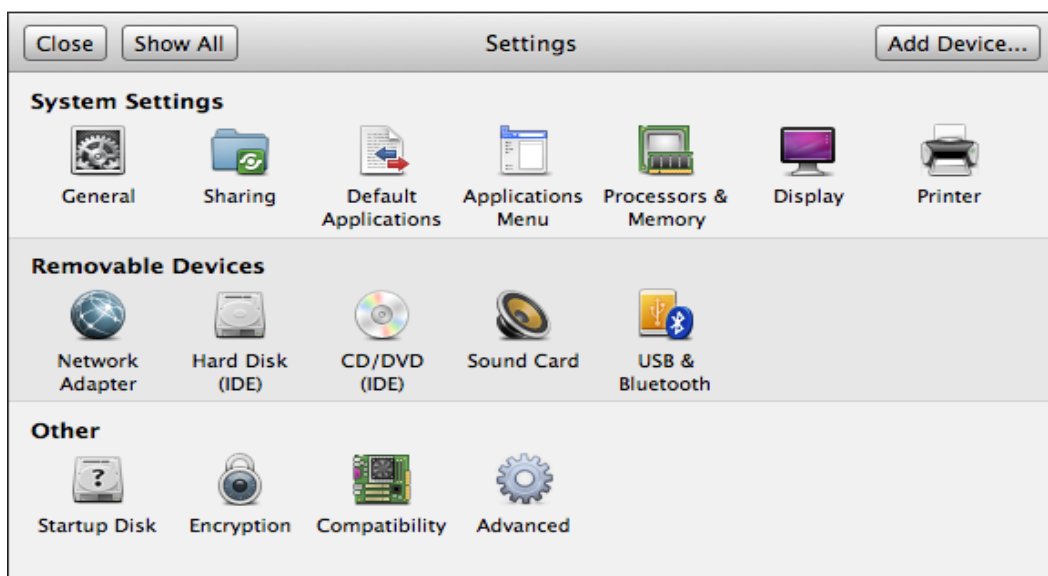 Close Show All Settings Add Device...
System Settings
General Sharing Default Applications Applications Menu Processors & Memory Display Printer
Removable Devices
Network Adapter Hard Disk (IDE) CD/DVD (IDE) Sound Card USB & Bluetooth
Other
?
Startup Disk Encryption Compatibility Advanced